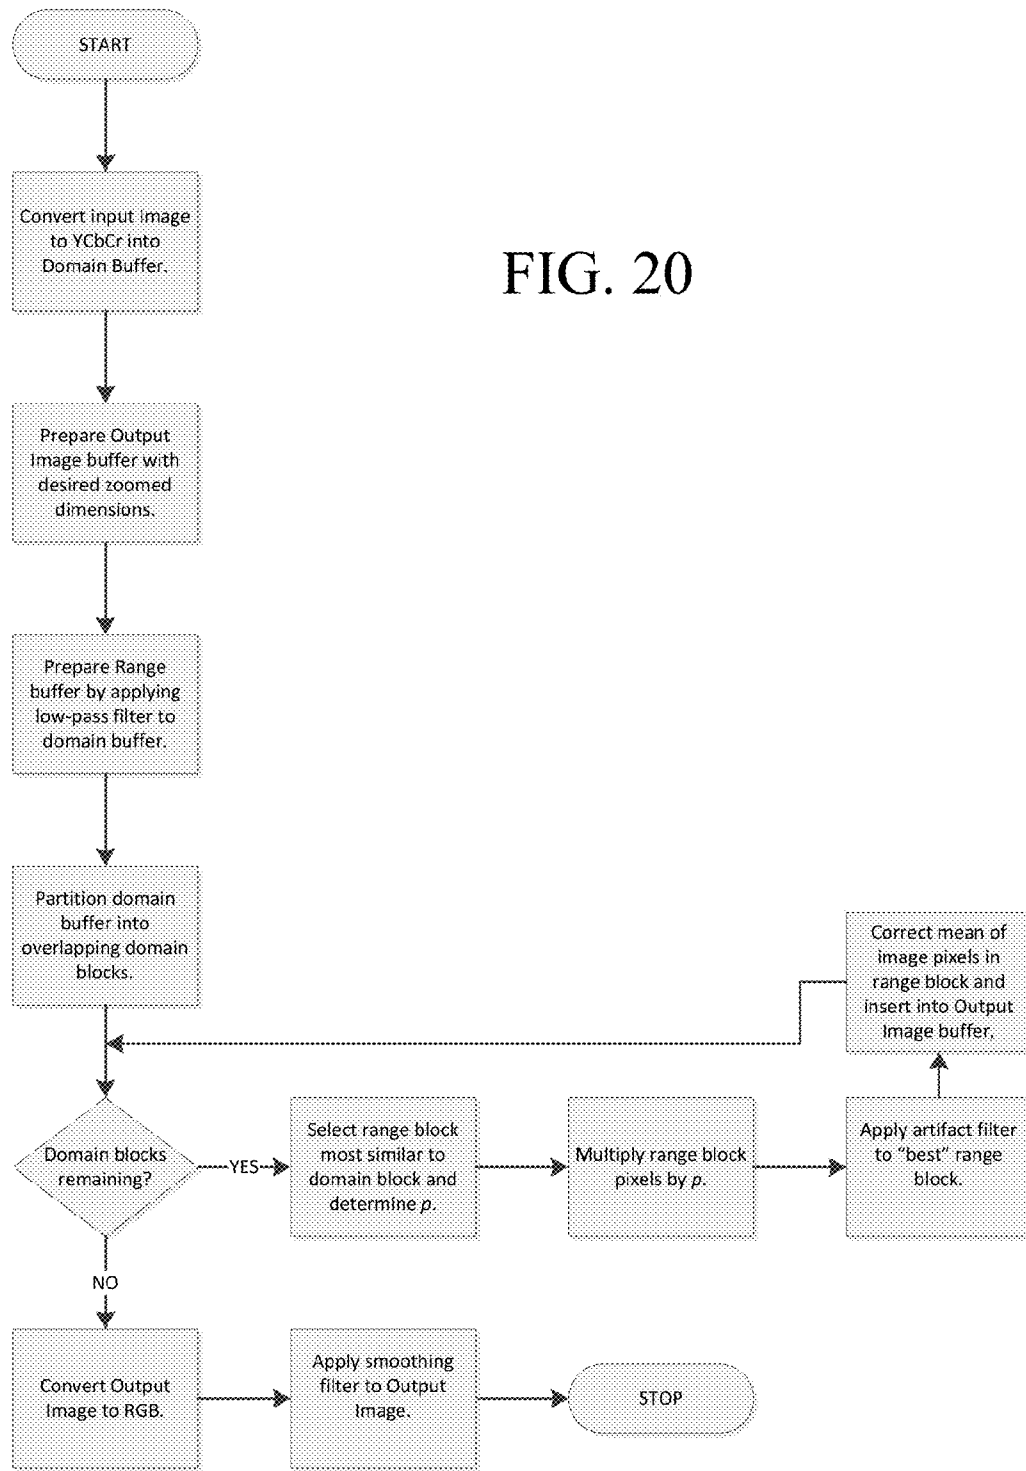 START
Convert input image
to YCbCr into
Domain Buffer.
FIG. 20
Prepare Output
Image buffer with
desired zoomed
dimensions.
Prepare Range
buffer by applying
low-pass filter to
domain buffer.
Partition domain
buffer into
overlapping domain
blocks.
Correct mean of
image pixels in
range block and
insert into Output
Image buffer.
Domain blocks
remaining?
YES
Select range block
most similar to
domain block and
determine p.
Multiply range block
pixels by p.
Apply artifact filter
to “best” range
block.
NO
Convert Output
Image to RGB.
Apply smoothing
filter to Output
Image.
STOP